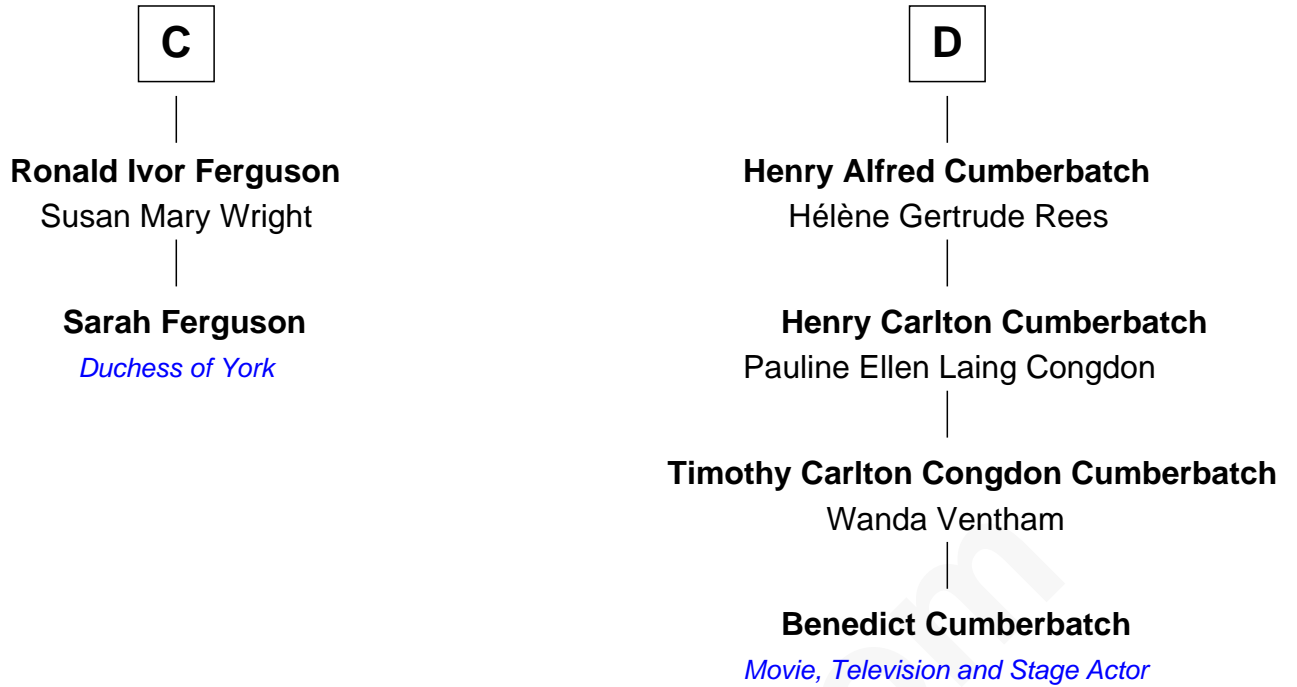 C
Ronald Ivor Ferguson
Susan Mary Wright
Sarah Ferguson
Duchess of York
D
Henry Alfred Cumberbatch
Hélène Gertrude Rees
Henry Carlton Cumberbatch
Pauline Ellen Laing Congdon
Timothy Carlton Congdon Cumberbatch
Wanda Ventham
Benedict Cumberbatch
Movie, Television and Stage Actor